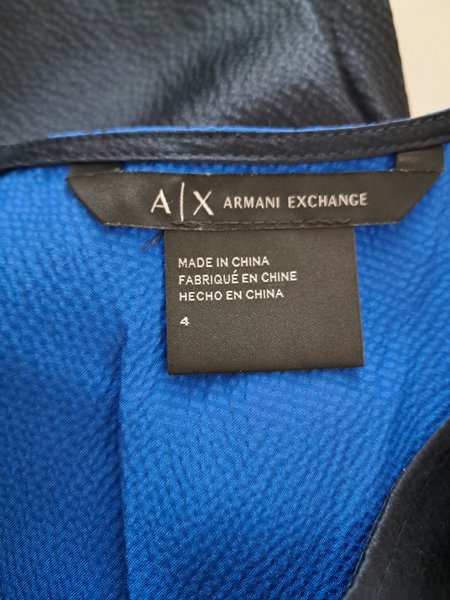 A|X ARMANI EXCHANGE
MADE IN CHINA
FABRIQUÉ EN CHINE
HECHO EN CHINA
4